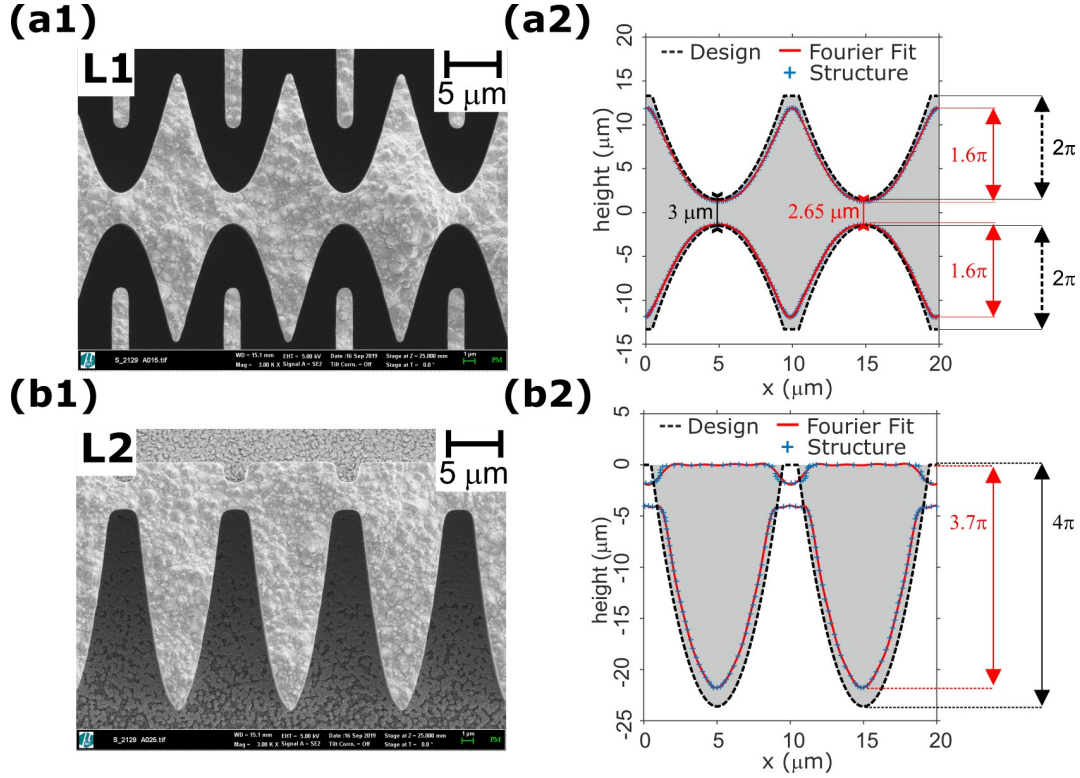 (a1)
L1
5 μm
S_2129 A015.tif
WD = 15.1 mm EHT = 5.00 kV Date :16 Sep 2019 Stage at Z = 25.000 mm
Mag = 3.00 K X Signal A = SE2 Tilt Corrn. = Off Stage at T = 0.0 °
1 μm
PM
(a2)
Design Fourier Fit
Structure
height (μm)
20
15
10
5
0
-5
-10
-15
3 μm
2.65 μm
1.6π
2π
1.6π
2π
0 5 10 15 20
x (μm)
(b1)
L2
5 μm
S_2129 A025.tif
WD = 15.1 mm EHT = 5.00 kV Date :16 Sep 2019 Stage at Z = 25.000 mm
Mag = 3.00 K X Signal A = SE2 Tilt Corrn. = Off Stage at T = 0.0 °
1 μm
PM
(b2)
Design Fourier Fit
Structure
height (μm)
5
0
-5
-10
-15
-20
-25
3.7π
4π
0 5 10 15 20
x (μm)